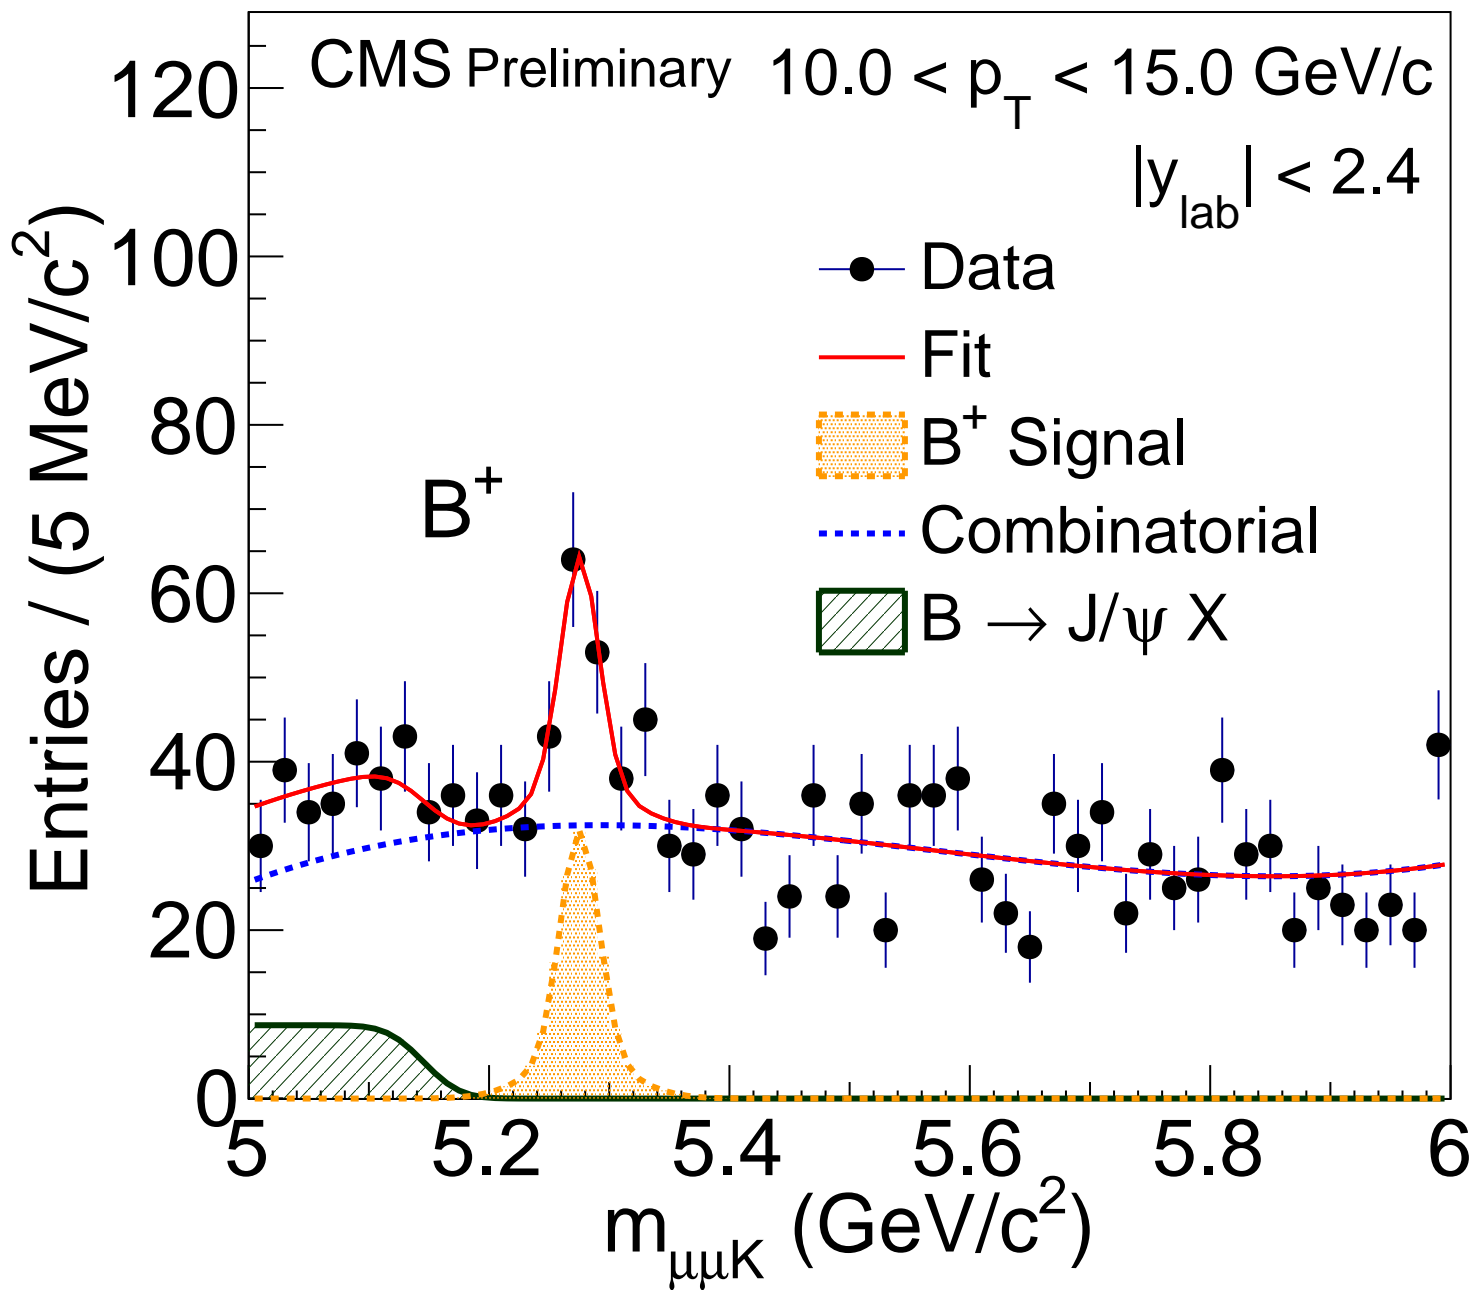 CMS Preliminary 10.0 < p_T < 15.0 GeV/c
|y_lab| < 2.4
Data
Fit
B⁺ Signal
Combinatorial
B → J/ψ X
B⁺
Entries / (5 MeV/c²)
120
100
80
60
40
20
0
5 5.2 5.4 5.6 5.8 6
m_μμK (GeV/c²)